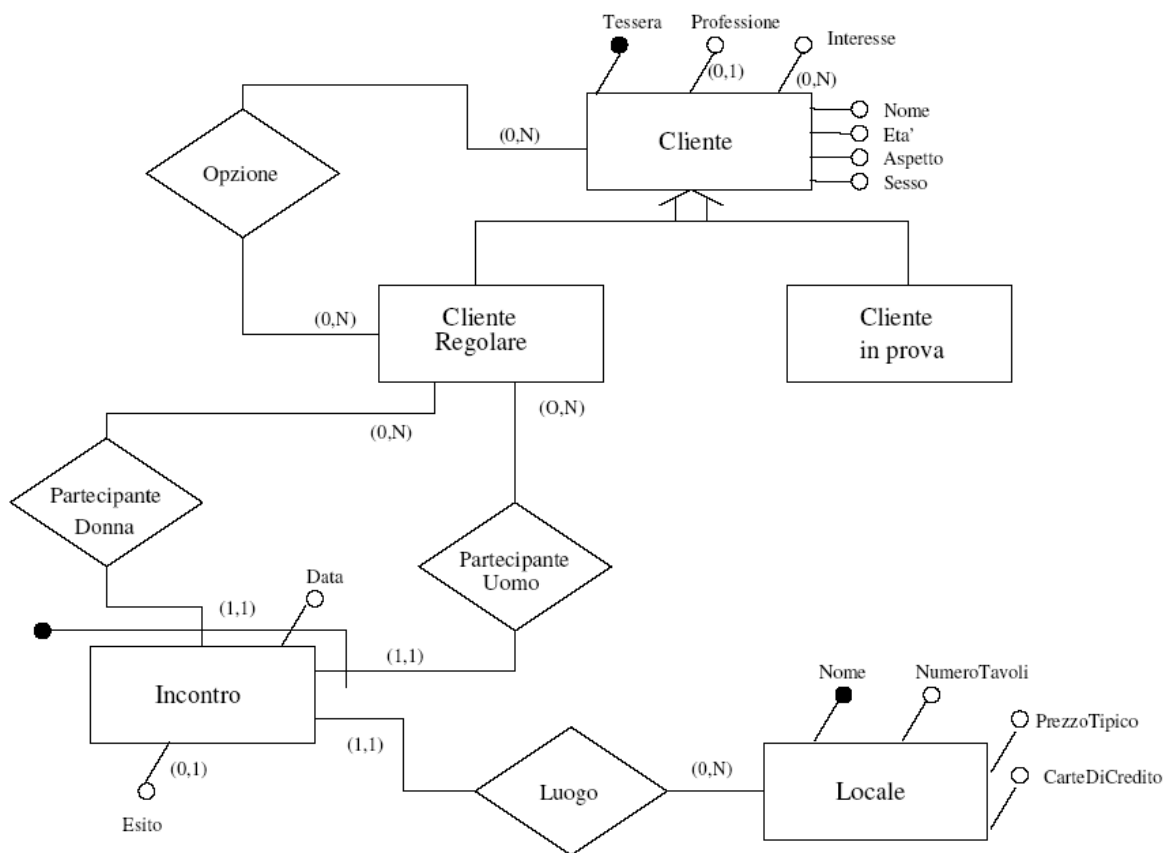 Tessera
Professione
Interesse
(0,1)
(0,N)
Nome
Eta'
Aspetto
Sesso
(0,N)
Cliente
Opzione
(0,N)
Cliente
Regolare
Cliente
in prova
(0,N)
(O,N)
Partecipante
Donna
Partecipante
Uomo
Data
(1,1)
(1,1)
Incontro
(1,1)
(0,1)
Esito
Luogo
(0,N)
Nome
NumeroTavoli
PrezzoTipico
CarteDiCredito
Locale